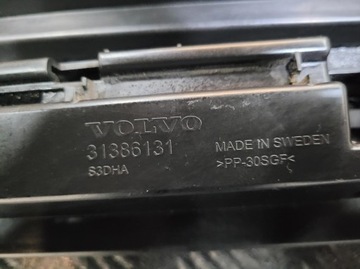 VOLVO
31386131
S3DHA
MADE IN SWEDEN
>PP-30SGF<